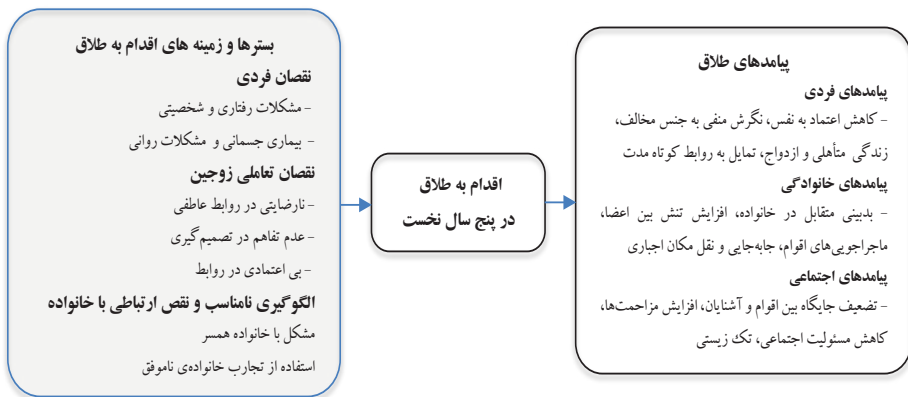 بسترها و زمینه های اقدام به طلاق
نقصان فردی
- مشکلات رفتاری و شخصیتی
- بیماری جسمانی و مشکلات روانی
نقصان تعاملی زوجین
- نارضایتی در روابط عاطفی
- عدم تفاهم در تصمیم‌گیری
- بی اعتمادی در روابط
الگوگیری نامناسب و نقص ارتباطی با خانواده
مشکل با خانواده همسر
استفاده از تجارب خانواده‌ی ناموفق
اقدام به طلاق
در پنج سال نخست
پیامدهای طلاق
پیامدهای فردی
- کاهش اعتماد به نفس، نگرش منفی به جنس مخالف،
زندگی متأهلی و ازدواج، تمایل به روابط کوتاه مدت
پیامدهای خانوادگی
- بدبینی متقابل در خانواده، افزایش تنش بین اعضا،
ماجراجویی‌های اقوام، جابه‌جایی و نقل مکان اجباری
پیامدهای اجتماعی
- تضعیف جایگاه بین اقوام و آشنایان، افزایش مزاحمت‌ها،
کاهش مسئولیت اجتماعی، تک زیستی